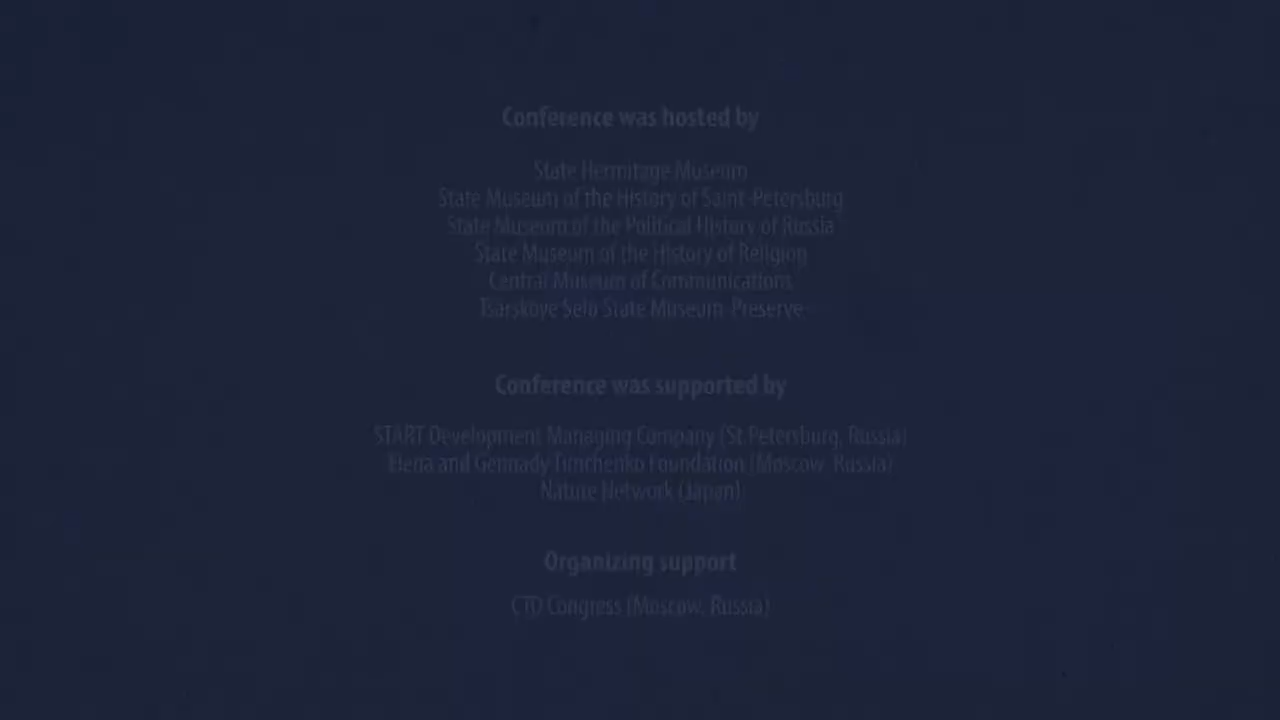 Conference was hosted by
State Hermitage Museum
State Museum of the History of Saint-Petersburg
State Museum of the Political History of Russia
State Museum of the History of Religion
Central Museum of Communications
Tsarskoye Selo State Museum-Preserve
Conference was supported by
START Development Managing Company (St Petersburg, Russia)
Elena and Gennady Timchenko Foundation (Moscow, Russia)
Nature Network (Japan)
Organizing support
CTO Congress (Moscow, Russia)